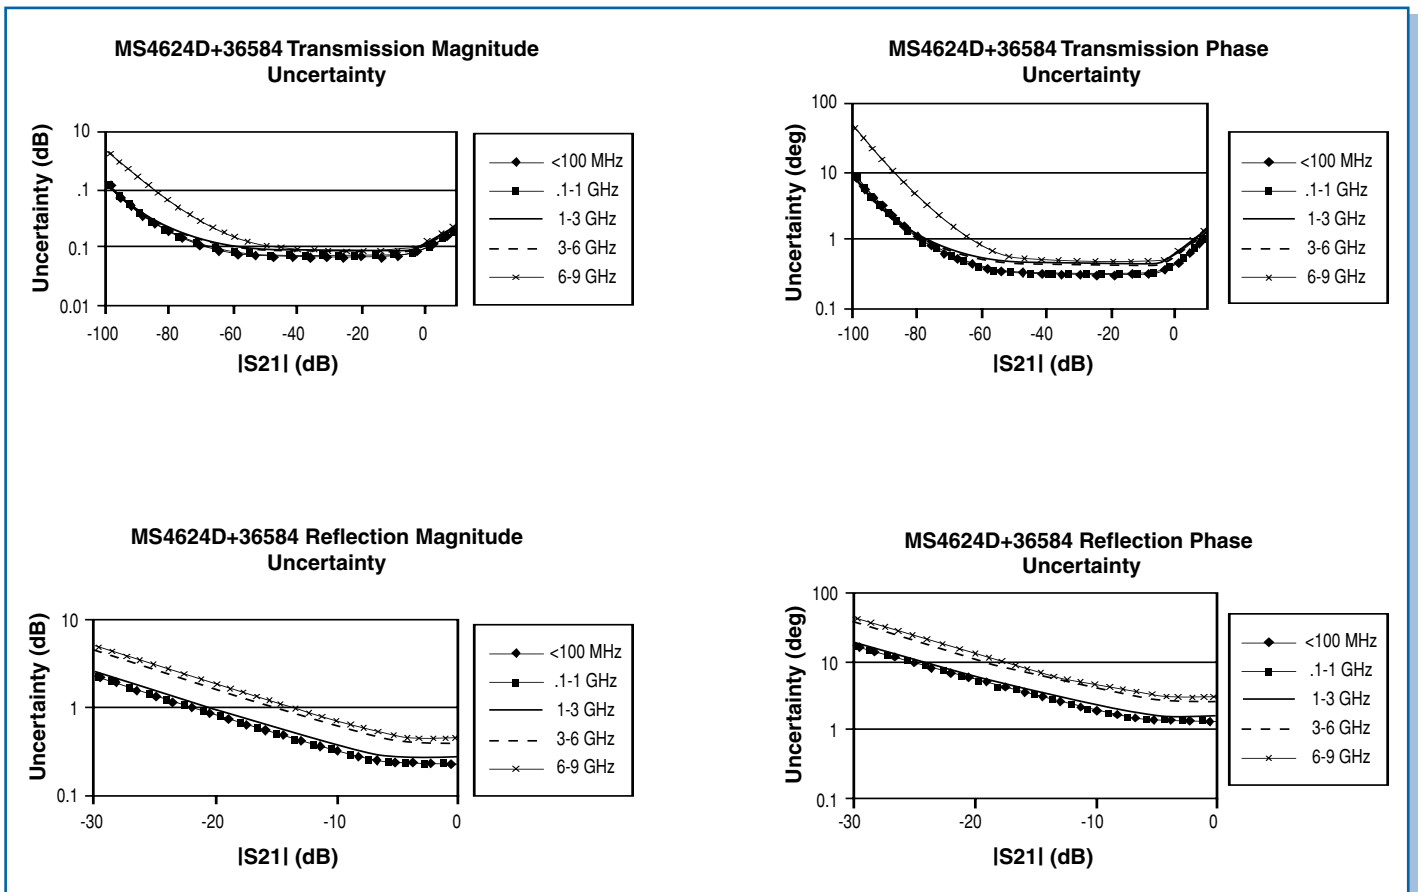 MS4624D+36584 Transmission Magnitude
Uncertainty
Uncertainty (dB)
10
.1
0.1
0.01
-100
-80
-60
-40
-20
0
|S21| (dB)
<100 MHz
.1-1 GHz
1-3 GHz
3-6 GHz
6-9 GHz
MS4624D+36584 Transmission Phase
Uncertainty
Uncertainty (deg)
100
10
1
0.1
-100
-80
-60
-40
-20
0
|S21| (dB)
<100 MHz
.1-1 GHz
1-3 GHz
3-6 GHz
6-9 GHz
MS4624D+36584 Reflection Magnitude
Uncertainty
Uncertainty (dB)
10
1
0.1
-30
-20
-10
0
|S21| (dB)
<100 MHz
.1-1 GHz
1-3 GHz
3-6 GHz
6-9 GHz
MS4624D+36584 Reflection Phase
Uncertainty
Uncertainty (deg)
100
10
1
0.1
-30
-20
-10
0
|S21| (dB)
<100 MHz
.1-1 GHz
1-3 GHz
3-6 GHz
6-9 GHz